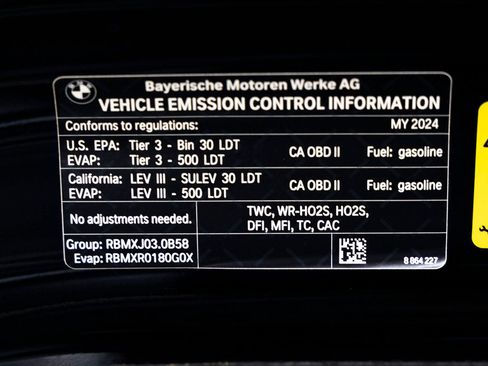 BMW
Bayerische Motoren Werke AG
VEHICLE EMISSION CONTROL INFORMATION
Conforms to regulations: MY 2024
U.S. EPA: Tier 3 - Bin 30 LDT
EVAP: Tier 3 - 500 LDT
CA OBD II Fuel: gasoline
California: LEV III - SULEV 30 LDT
EVAP: LEV III - 500 LDT
CA OBD II Fuel: gasoline
No adjustments needed.
TWC, WR-HO2S, HO2S,
DFI, MFI, TC, CAC
Group: RBMXJ03.0B58
Evap: RBMXR0180G0X
8 864 227